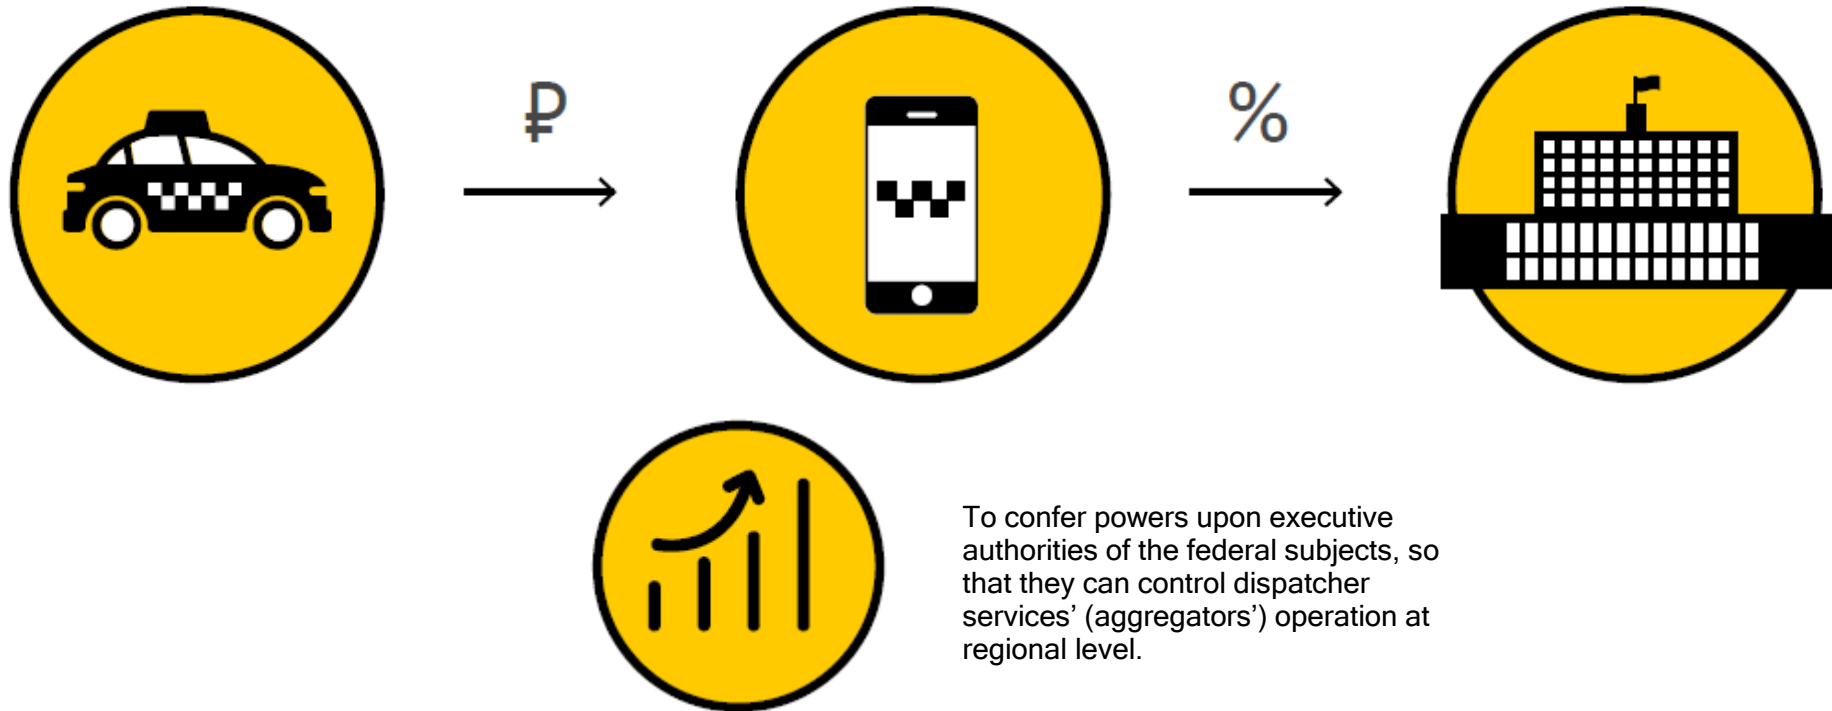 ₽
%
To confer powers upon executive
authorities of the federal subjects, so
that they can control dispatcher
services’ (aggregators’) operation at
regional level.